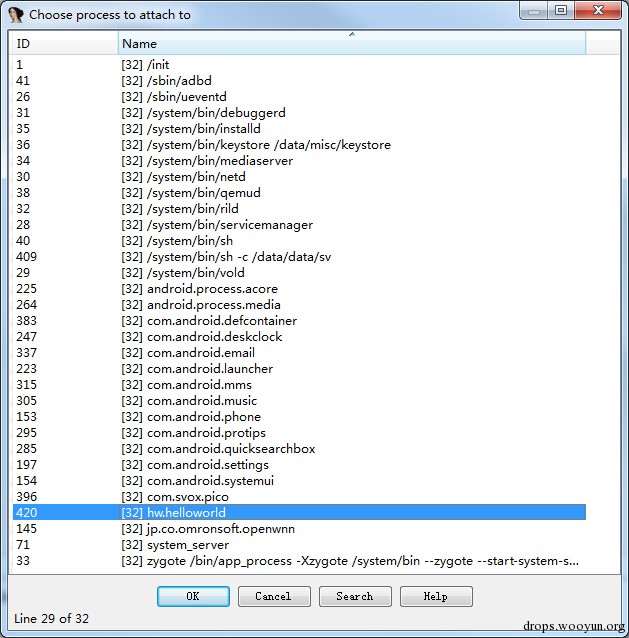 Choose process to attach to
ID Name
1 [32] /init
41 [32] /sbin/adbd
26 [32] /sbin/ueventd
31 [32] /system/bin/debuggerd
35 [32] /system/bin/installd
36 [32] /system/bin/keystore /data/misc/keystore
34 [32] /system/bin/mediaserver
30 [32] /system/bin/netd
38 [32] /system/bin/qemud
32 [32] /system/bin/rild
28 [32] /system/bin/servicemanager
40 [32] /system/bin/sh
409 [32] /system/bin/sh -c /data/data/sv
29 [32] /system/bin/vold
225 [32] android.process.acore
264 [32] android.process.media
383 [32] com.android.defcontainer
247 [32] com.android.deskclock
337 [32] com.android.email
223 [32] com.android.launcher
315 [32] com.android.mms
305 [32] com.android.music
153 [32] com.android.phone
295 [32] com.android.protips
285 [32] com.android.quicksearchbox
197 [32] com.android.settings
154 [32] com.android.systemui
396 [32] com.svox.pico
420 [32] hw.helloworld
145 [32] jp.co.omronsoft.openwnn
71 [32] system_server
33 [32] zygote /bin/app_process -Xzygote /system/bin --zygote --start-system-s...
OK Cancel Search Help
Line 29 of 32
drops.wooyun.org